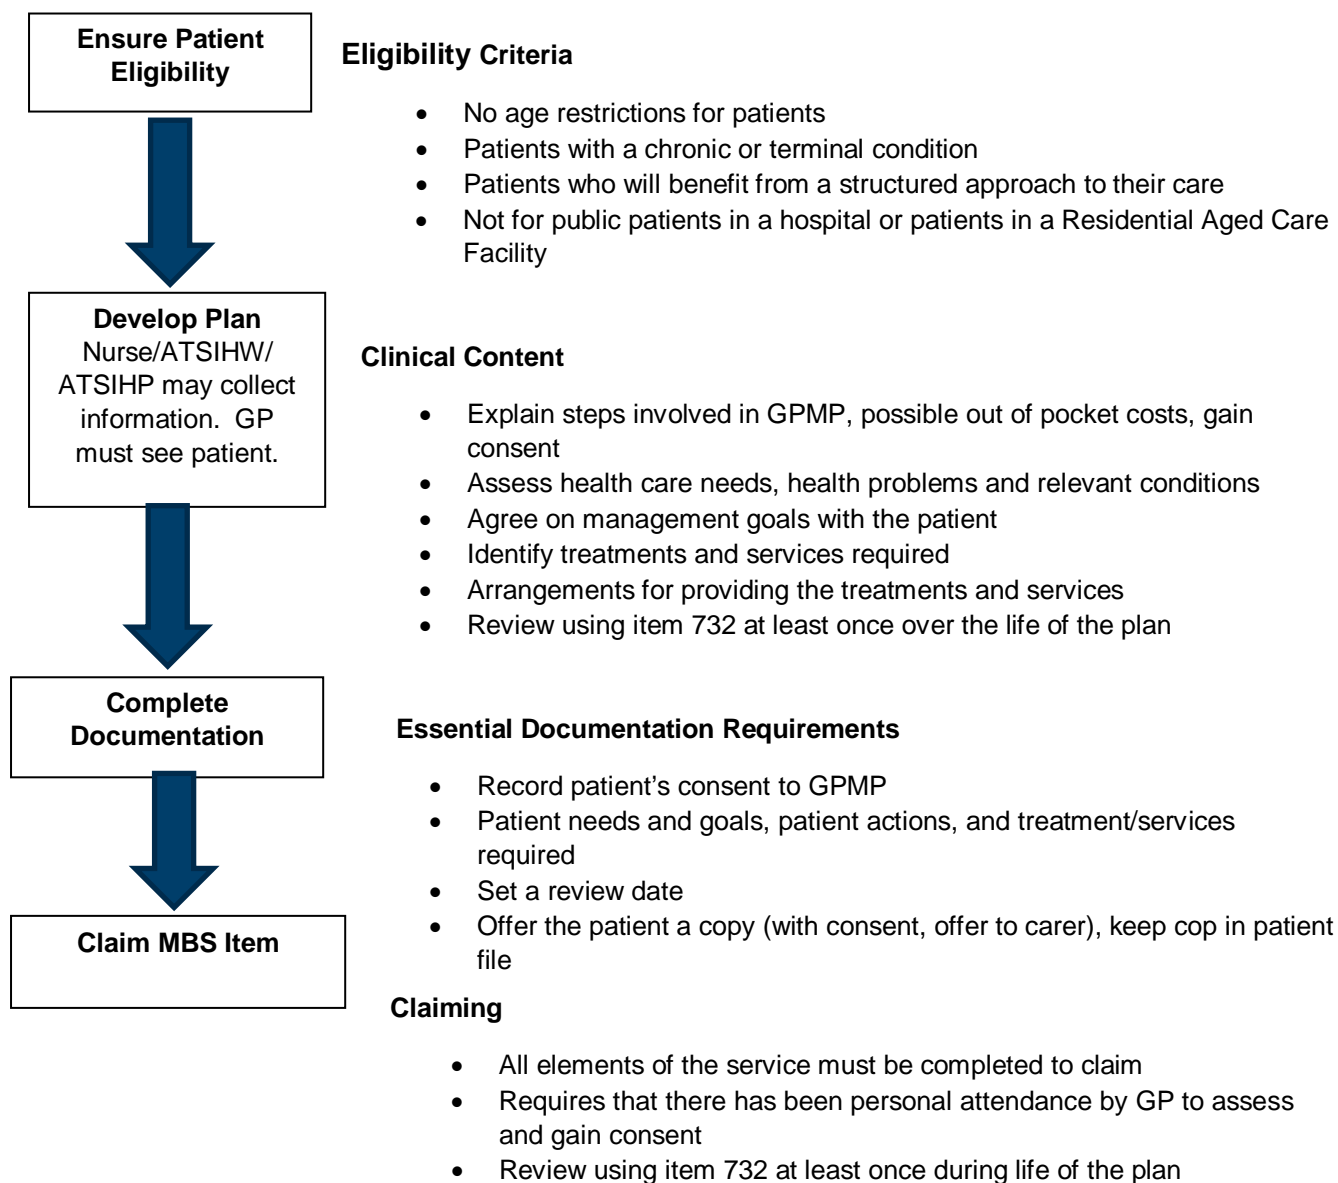 Ensure Patient
Eligibility
Eligibility Criteria
• No age restrictions for patients
• Patients with a chronic or terminal condition
• Patients who will benefit from a structured approach to their care
• Not for public patients in a hospital or patients in a Residential Aged Care
Facility
Develop Plan
Nurse/ATSIHW/
ATSIHP may collect
information.  GP
must see patient.
Clinical Content
• Explain steps involved in GPMP, possible out of pocket costs, gain
consent
• Assess health care needs, health problems and relevant conditions
• Agree on management goals with the patient
• Identify treatments and services required
• Arrangements for providing the treatments and services
• Review using item 732 at least once over the life of the plan
Complete
Documentation
Essential Documentation Requirements
• Record patient’s consent to GPMP
• Patient needs and goals, patient actions, and treatment/services
required
• Set a review date
• Offer the patient a copy (with consent, offer to carer), keep cop in patient
file
Claim MBS Item
Claiming
• All elements of the service must be completed to claim
• Requires that there has been personal attendance by GP to assess
and gain consent
• Review using item 732 at least once during life of the plan